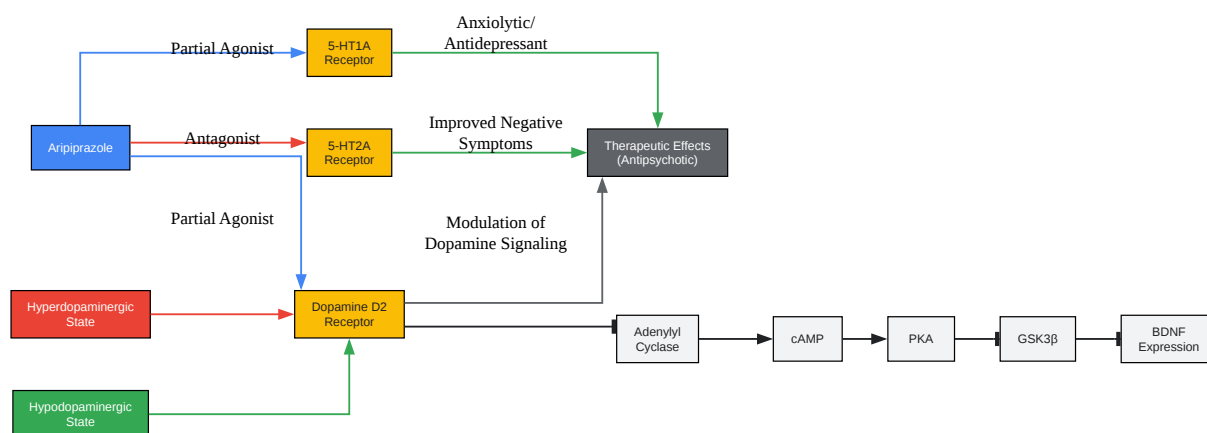 Anxiolytic/
Antidepressant
Partial Agonist
5-HT1A
Receptor
Aripiprazole
Antagonist
5-HT2A
Receptor
Improved Negative
Symptoms
Therapeutic Effects
(Antipsychotic)
Partial Agonist
Modulation of
Dopamine Signaling
Hyperdopaminergic
State
Dopamine D2
Receptor
Adenylyl
Cyclase
cAMP
PKA
GSK3β
BDNF
Expression
Hypodopaminergic
State